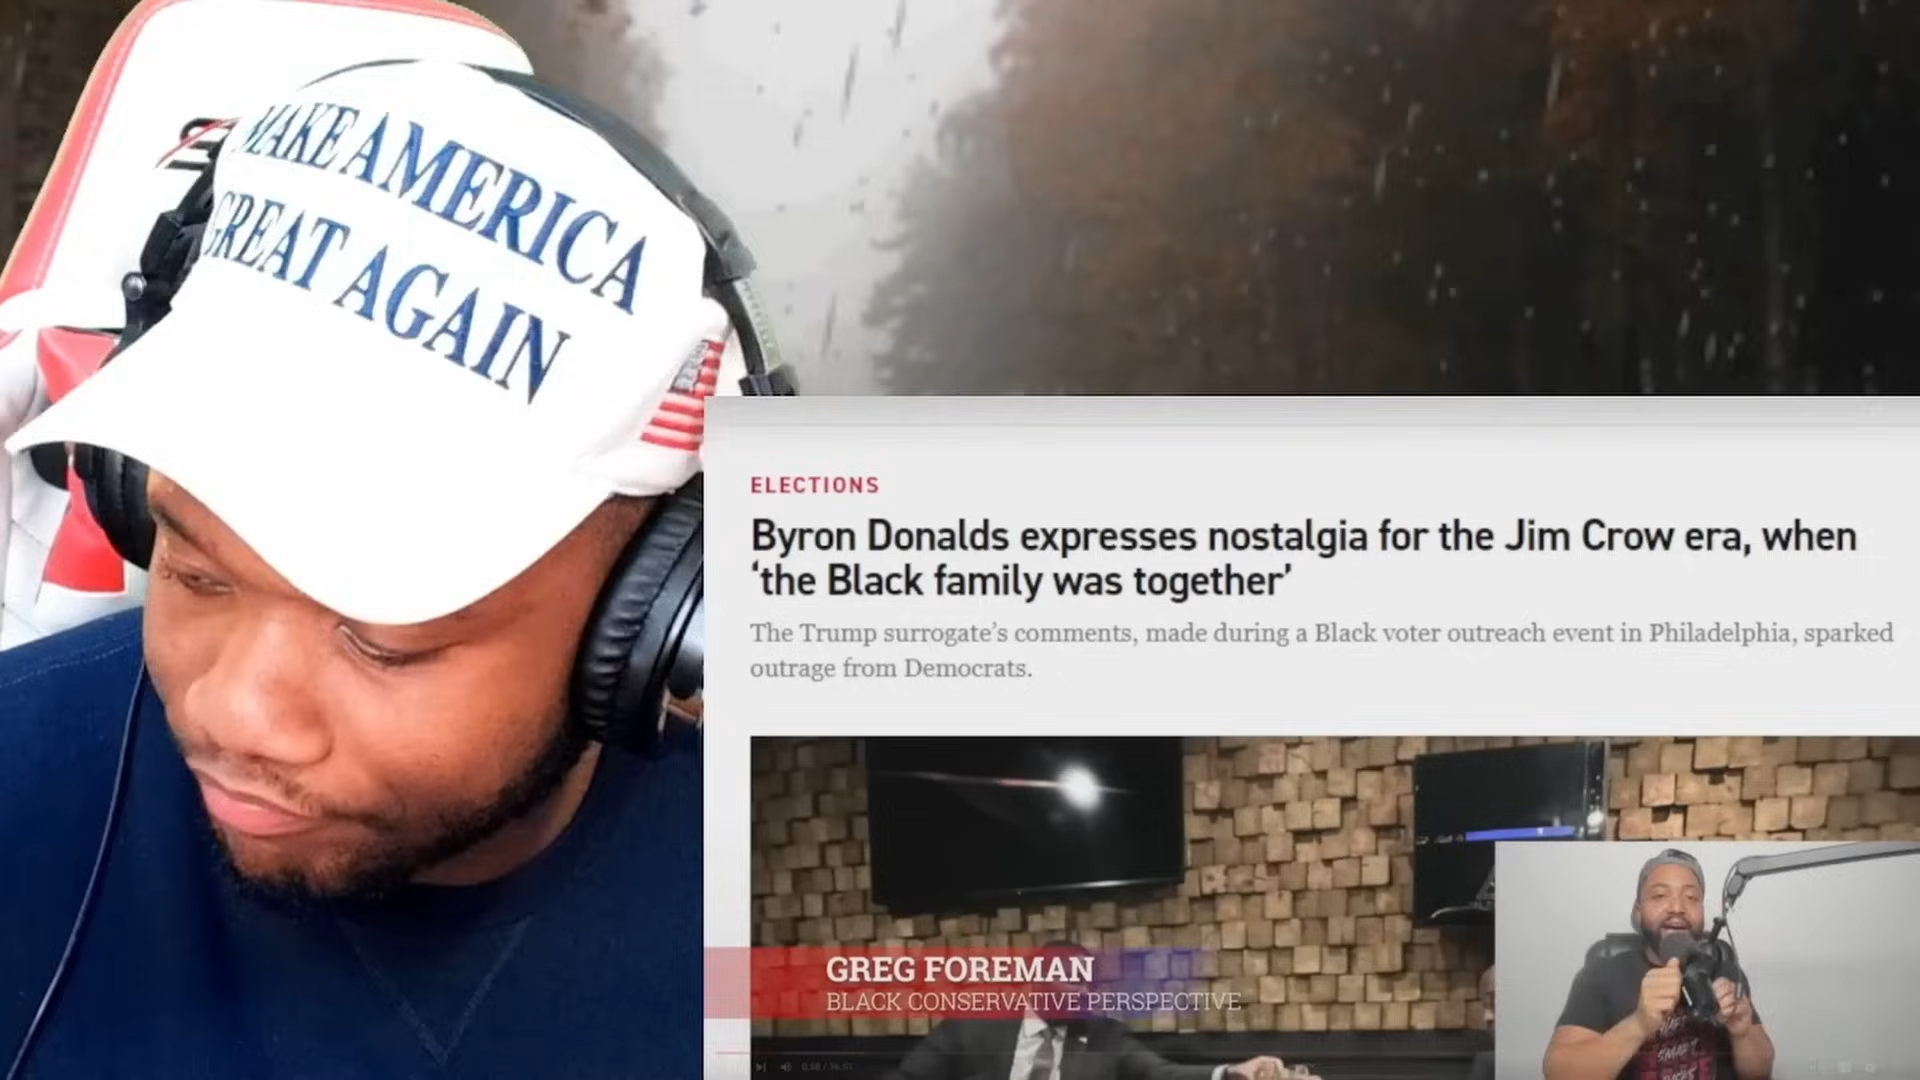 MAKE AMERICA
GREAT AGAIN
ELECTIONS
Byron Donalds expresses nostalgia for the Jim Crow era, when
‘the Black family was together’
The Trump surrogate’s comments, made during a Black voter outreach event in Philadelphia, sparked
outrage from Democrats.
GREG FOREMAN
BLACK CONSERVATIVE PERSPECTIVE
SMART